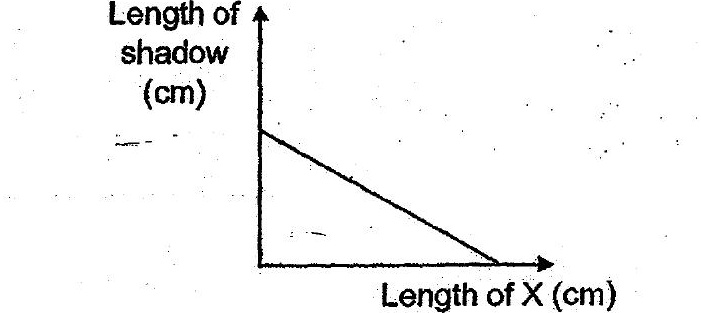 Length of
shadow
(cm)
Length of X (cm)